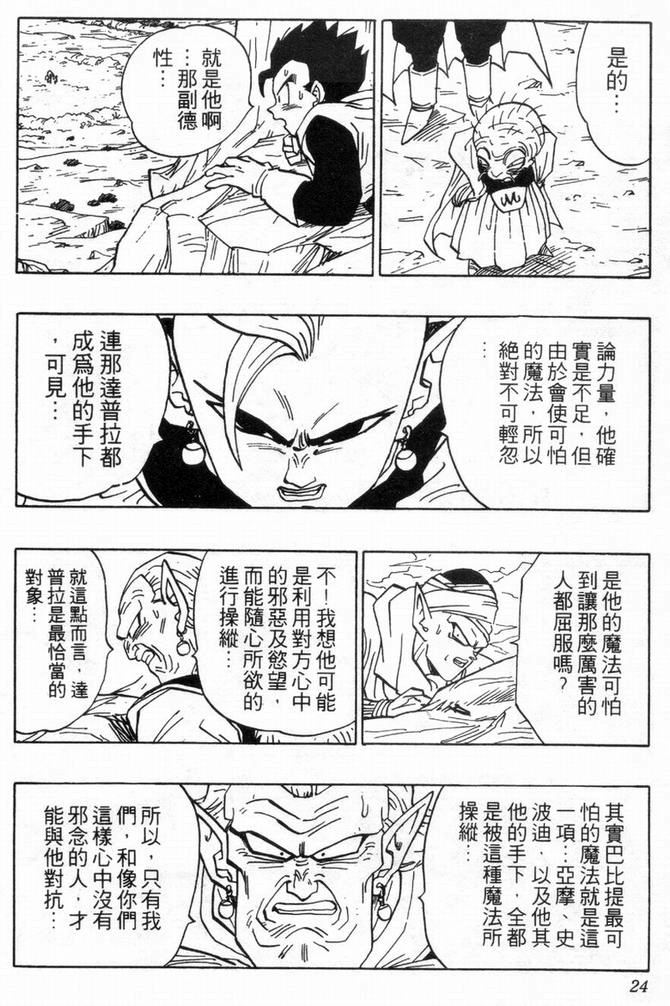 是的…
就是他啊
…那副德
性…
論力量，他確
實是不足，但
由於會使可怕
的魔法，所以
絕對不可輕忽
…
連那達普拉都
成爲他的手下
，可見…
是他的魔法可怕
到讓那麼厲害的
人都屈服嗎？
不！我想他可能
是利用對方心中
的邪惡及慾望，
而能隨心所欲的
進行操縱…
就這點而言，達
普拉是最恰當的
對象…
其實巴比提最可
怕的魔法就是這
一項…亞摩、史
波迪、以及他其
他的手下，全都
是被這種魔法所
操縱…
所以，只有我
們，和像你們
這樣心中沒有
邪念的人，才
能與他對抗…
24